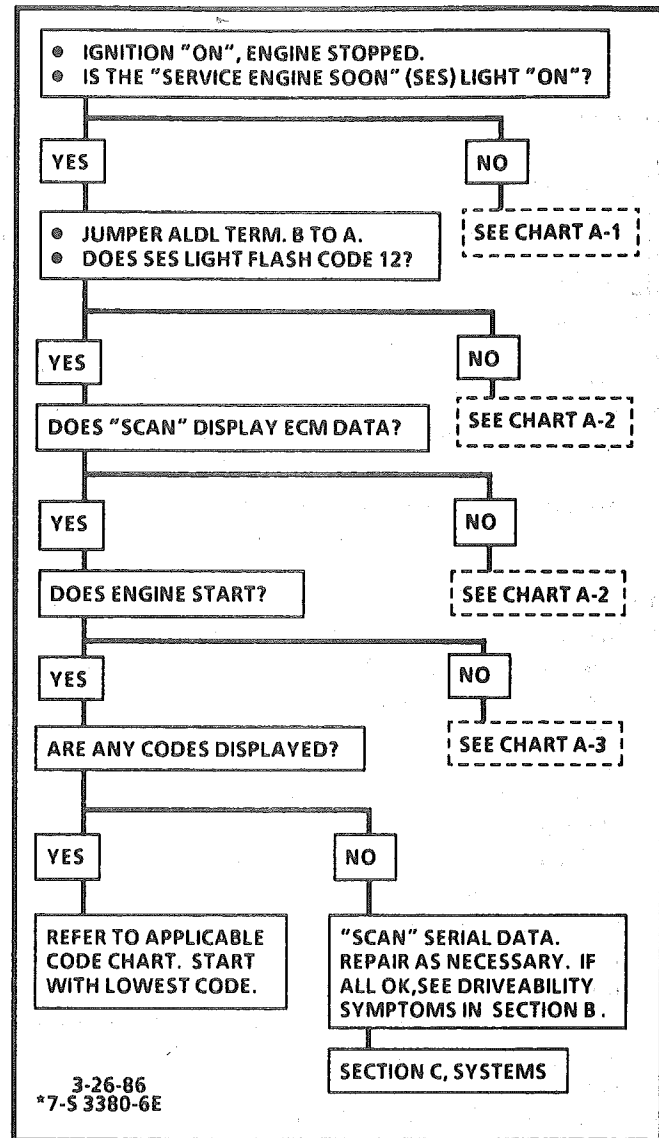 ● IGNITION "ON", ENGINE STOPPED.
● IS THE "SERVICE ENGINE SOON" (SES) LIGHT "ON"?
YES
NO
SEE CHART A-1
● JUMPER ALDL TERM. B TO A.
● DOES SES LIGHT FLASH CODE 12?
YES
NO
SEE CHART A-2
DOES "SCAN" DISPLAY ECM DATA?
YES
NO
SEE CHART A-2
DOES ENGINE START?
YES
NO
SEE CHART A-3
ARE ANY CODES DISPLAYED?
YES
NO
REFER TO APPLICABLE
CODE CHART. START
WITH LOWEST CODE.
"SCAN" SERIAL DATA.
REPAIR AS NECESSARY. IF
ALL OK,SEE DRIVEABILITY
SYMPTOMS IN SECTION B.
SECTION C, SYSTEMS
3-26-86
*7-S 3380-6E